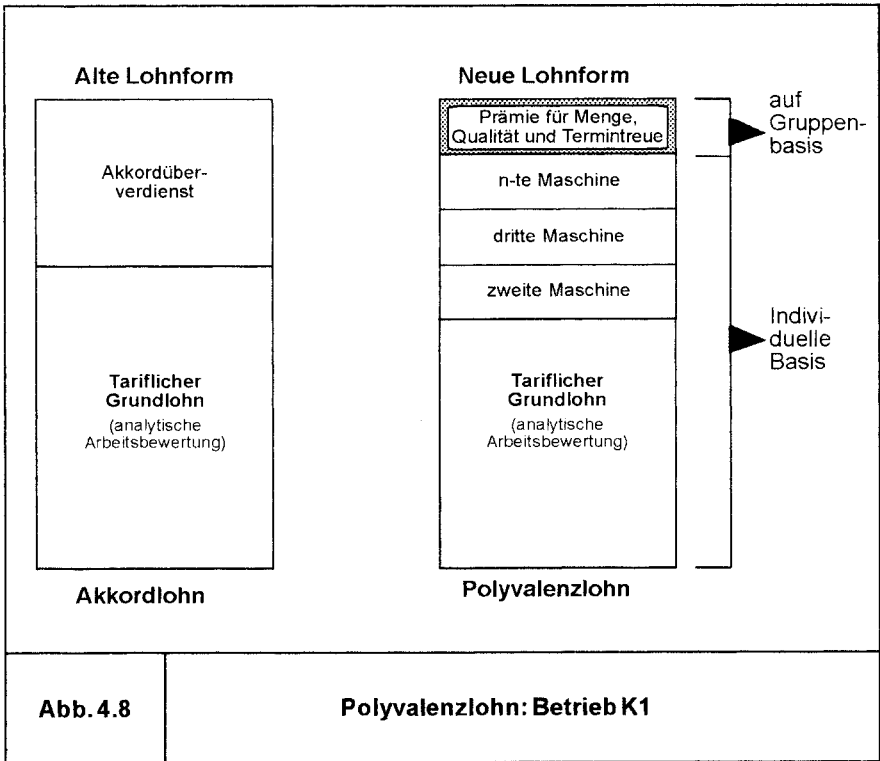 Alte Lohnform
Akkordüber-
verdienst
Tariflicher
Grundlohn
(analytische
Arbeitsbewertung)
Akkordlohn
Neue Lohnform
Prämie für Menge,
Qualität und Termintreue
n-te Maschine
dritte Maschine
zweite Maschine
Tariflicher
Grundlohn
(analytische
Arbeitsbewertung)
Polyvalenzlohn
auf
Gruppen-
basis
Indivi-
duelle
Basis
Abb. 4.8
Polyvalenzlohn: Betrieb K1